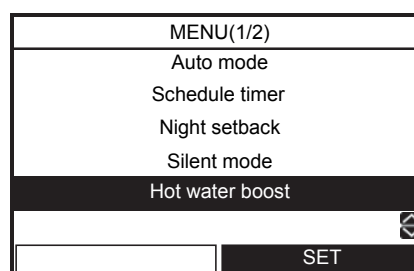 MENU(1/2)
Auto mode
Schedule timer
Night setback
Silent mode
Hot water boost
SET